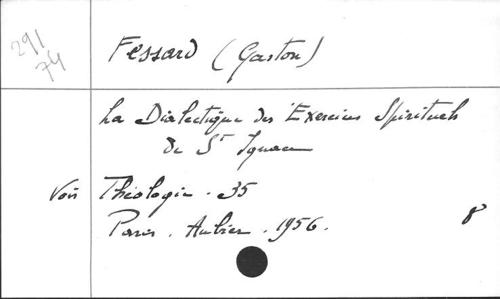 291
74
Fessard (Gaston)
La Dialectique des Exercices Spirituels
de St Ignace
Voir Théologie. 35
Paris. Aubier. 1956. 8°